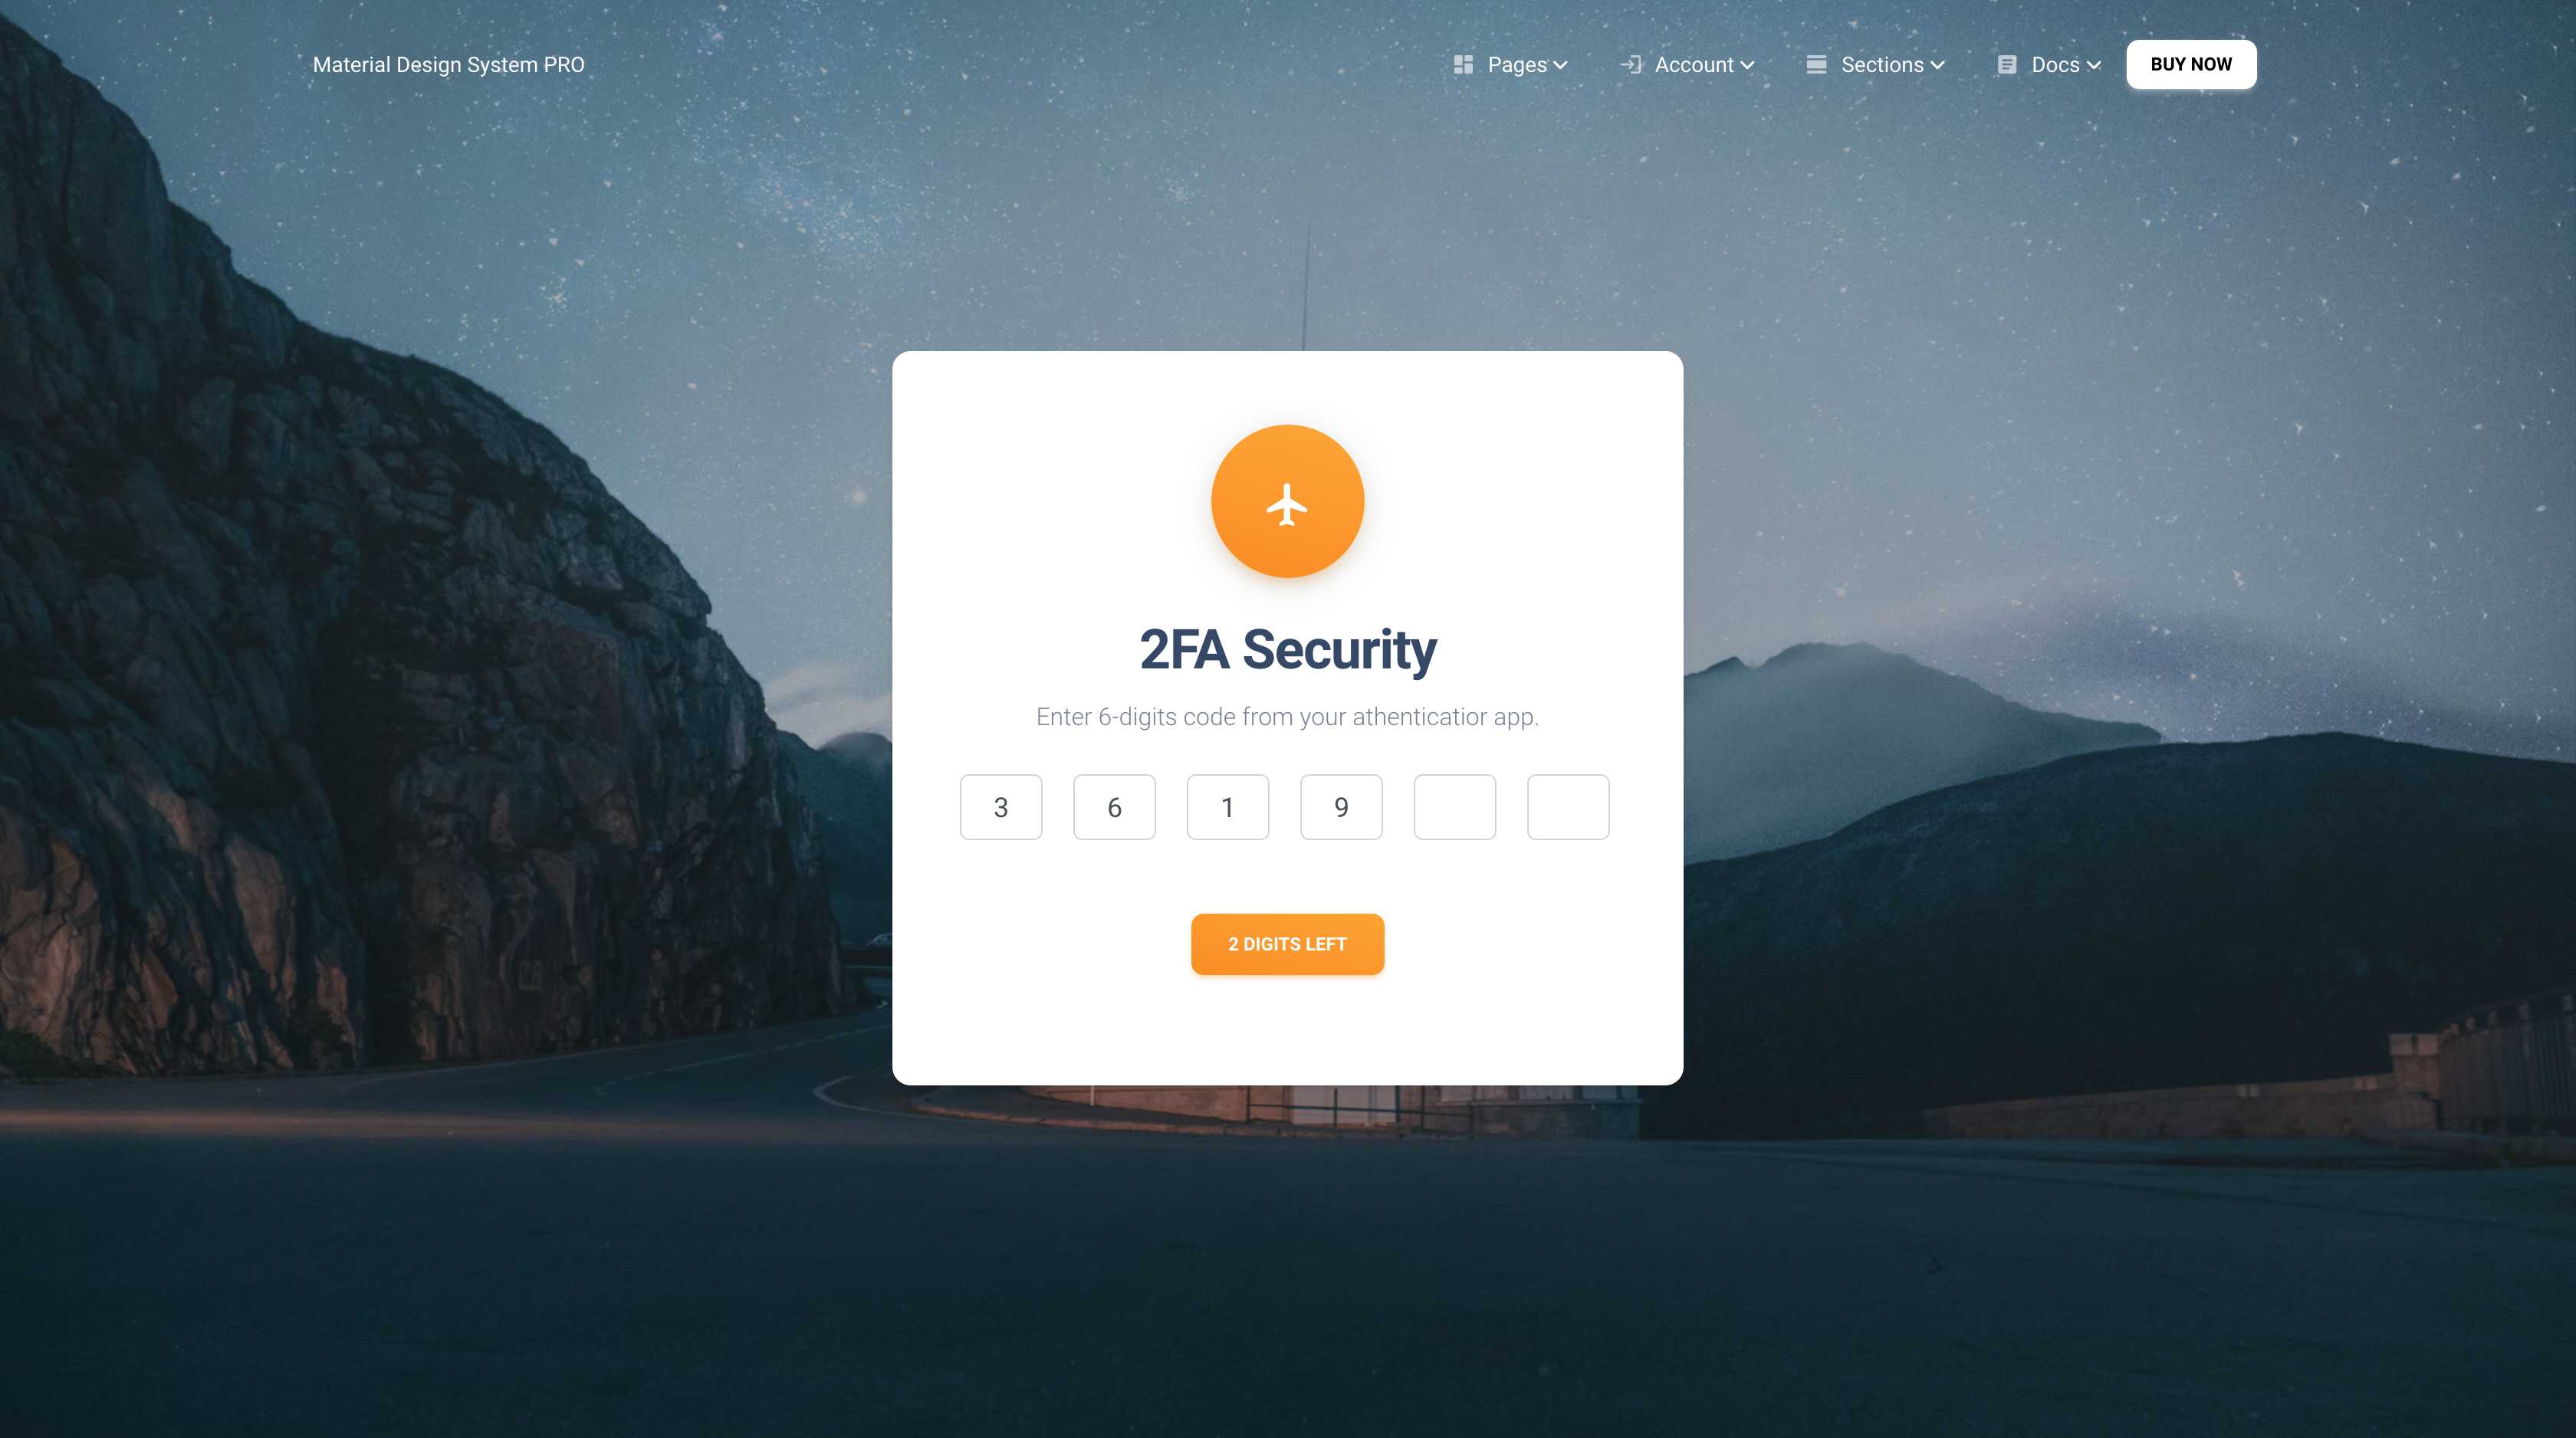 Material Design System PRO
Pages
Account
Sections
Docs
BUY NOW
2FA Security
Enter 6-digits code from your athenticatior app.
3 6 1 9
2 DIGITS LEFT